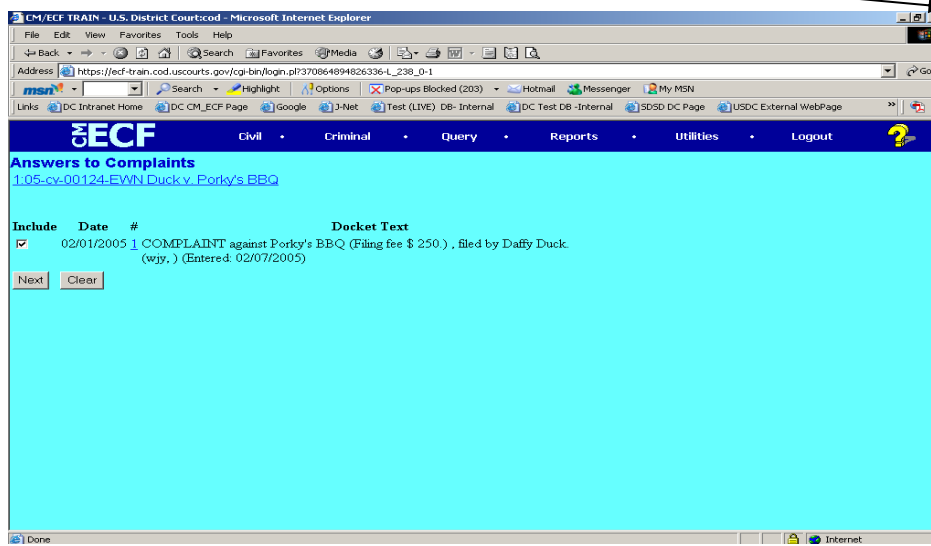 CM/ECF TRAIN - U.S. District Court:cod - Microsoft Internet Explorer
File Edit View Favorites Tools Help
Back Search Favorites Media
Address https://ecf-train.cod.uscourts.gov/cgi-bin/login.pl?370864894826336-L_238_0-1 Go
msn Search Highlight Options Pop-ups Blocked (203) Hotmail Messenger My MSN
Links DC Intranet Home DC CM_ECF Page Google J-Net Test (LIVE) DB- Internal DC Test DB -Internal SDSD DC Page USDC External WebPage »
CM ECF Civil • Criminal • Query • Reports • Utilities • Logout ?
Answers to Complaints
1:05-cv-00124-EWN Duck v. Porky's BBQ
Include Date # Docket Text
02/01/2005 1 COMPLAINT against Porky's BBQ (Filing fee $ 250.) , filed by Daffy Duck.
(wjy, ) (Entered: 02/07/2005)
Next Clear
Done Internet